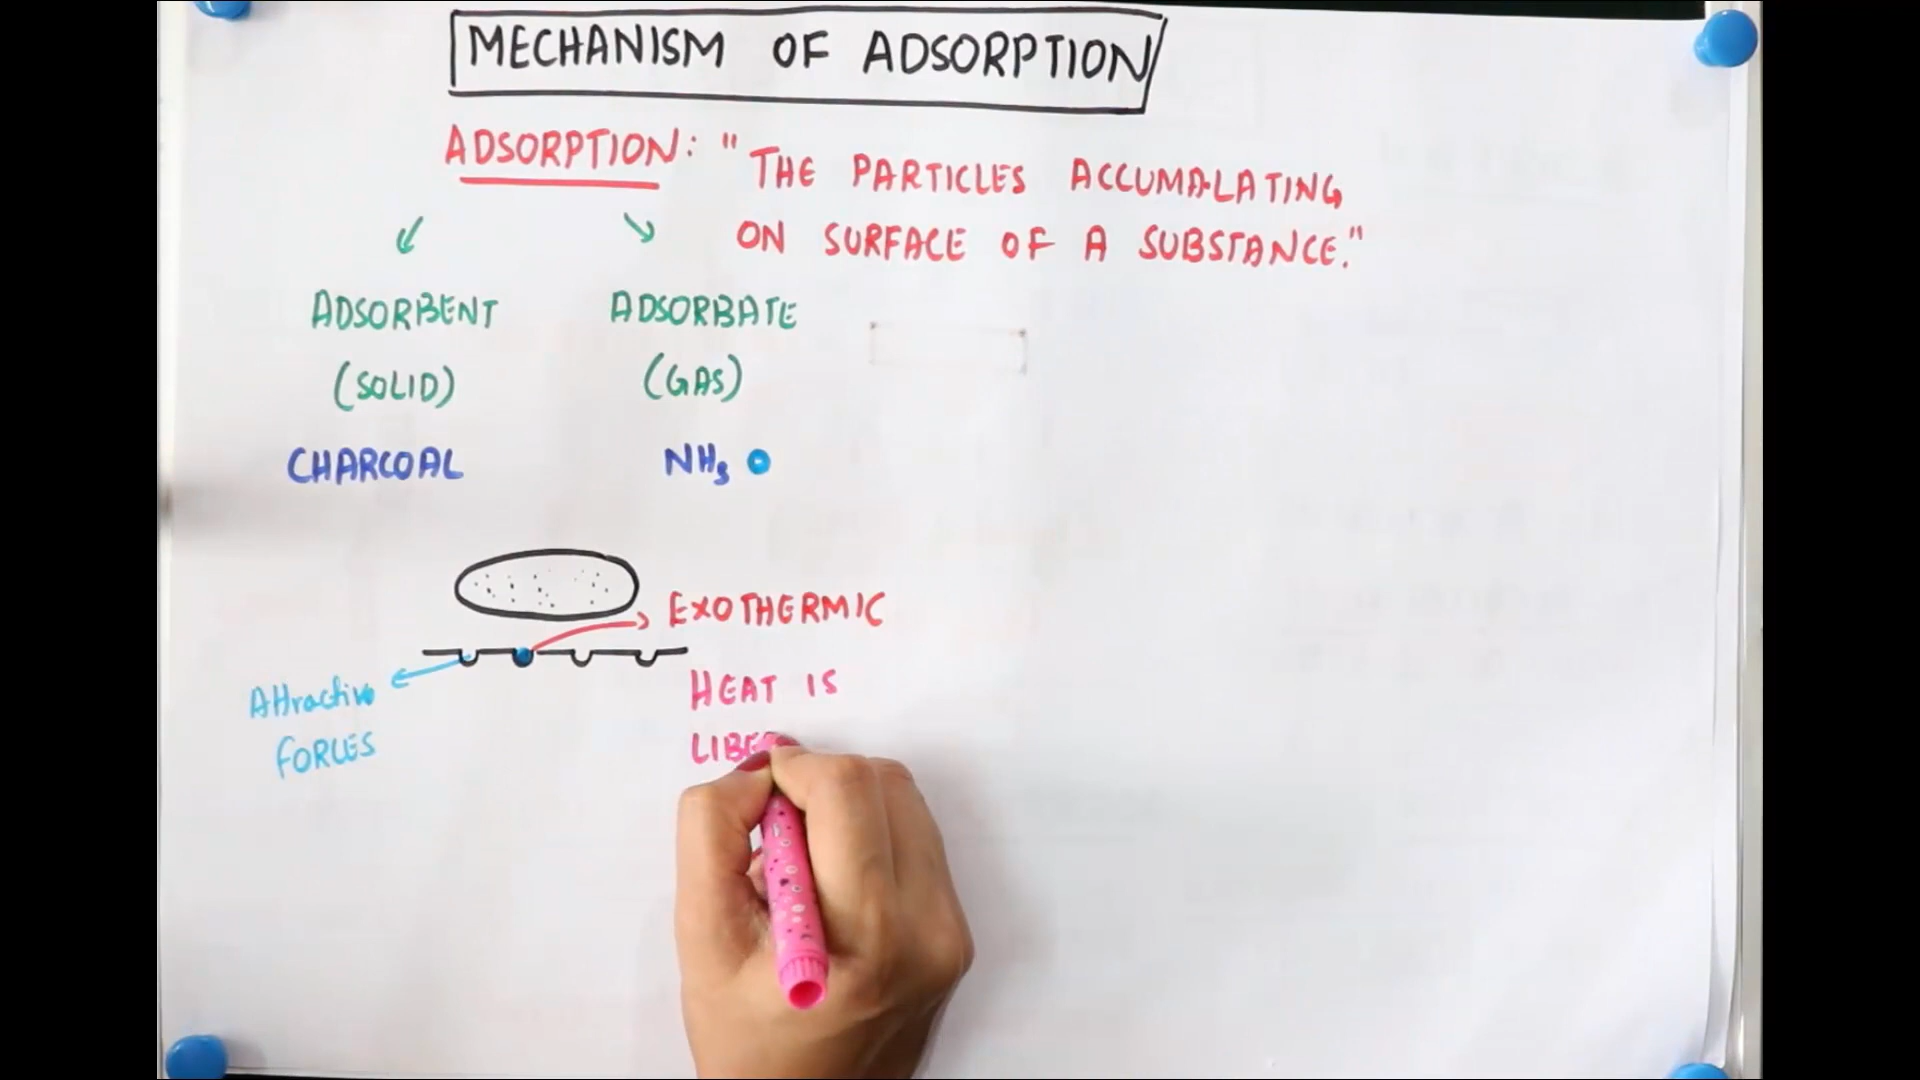 MECHANISM OF ADSORPTION
ADSORPTION: "THE PARTICLES ACCUMALATING
ON SURFACE OF A SUBSTANCE."
ADSORBENT ADSORBATE
(SOLID) (GAS)
CHARCOAL NH3
EXOTHERMIC
Attractive
FORCES
HEAT IS
LIBE